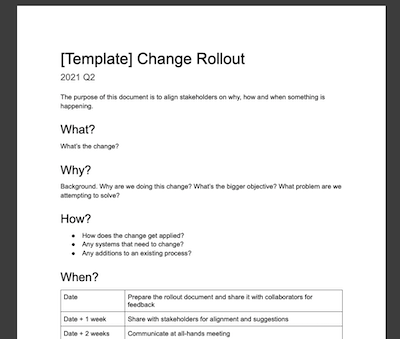 [Template] Change Rollout
2021 Q2
The purpose of this document is to align stakeholders on why, how and when something is
happening.
What?
What's the change?
Why?
Background. Why are we doing this change? What's the bigger objective? What problem are we
attempting to solve?
How?
● How does the change get applied?
● Any systems that need to change?
● Any additions to an existing process?
When?
Date Prepare the rollout document and share it with collaborators for
feedback
Date + 1 week Share with stakeholders for alignment and suggestions
Date + 2 weeks Communicate at all-hands meeting